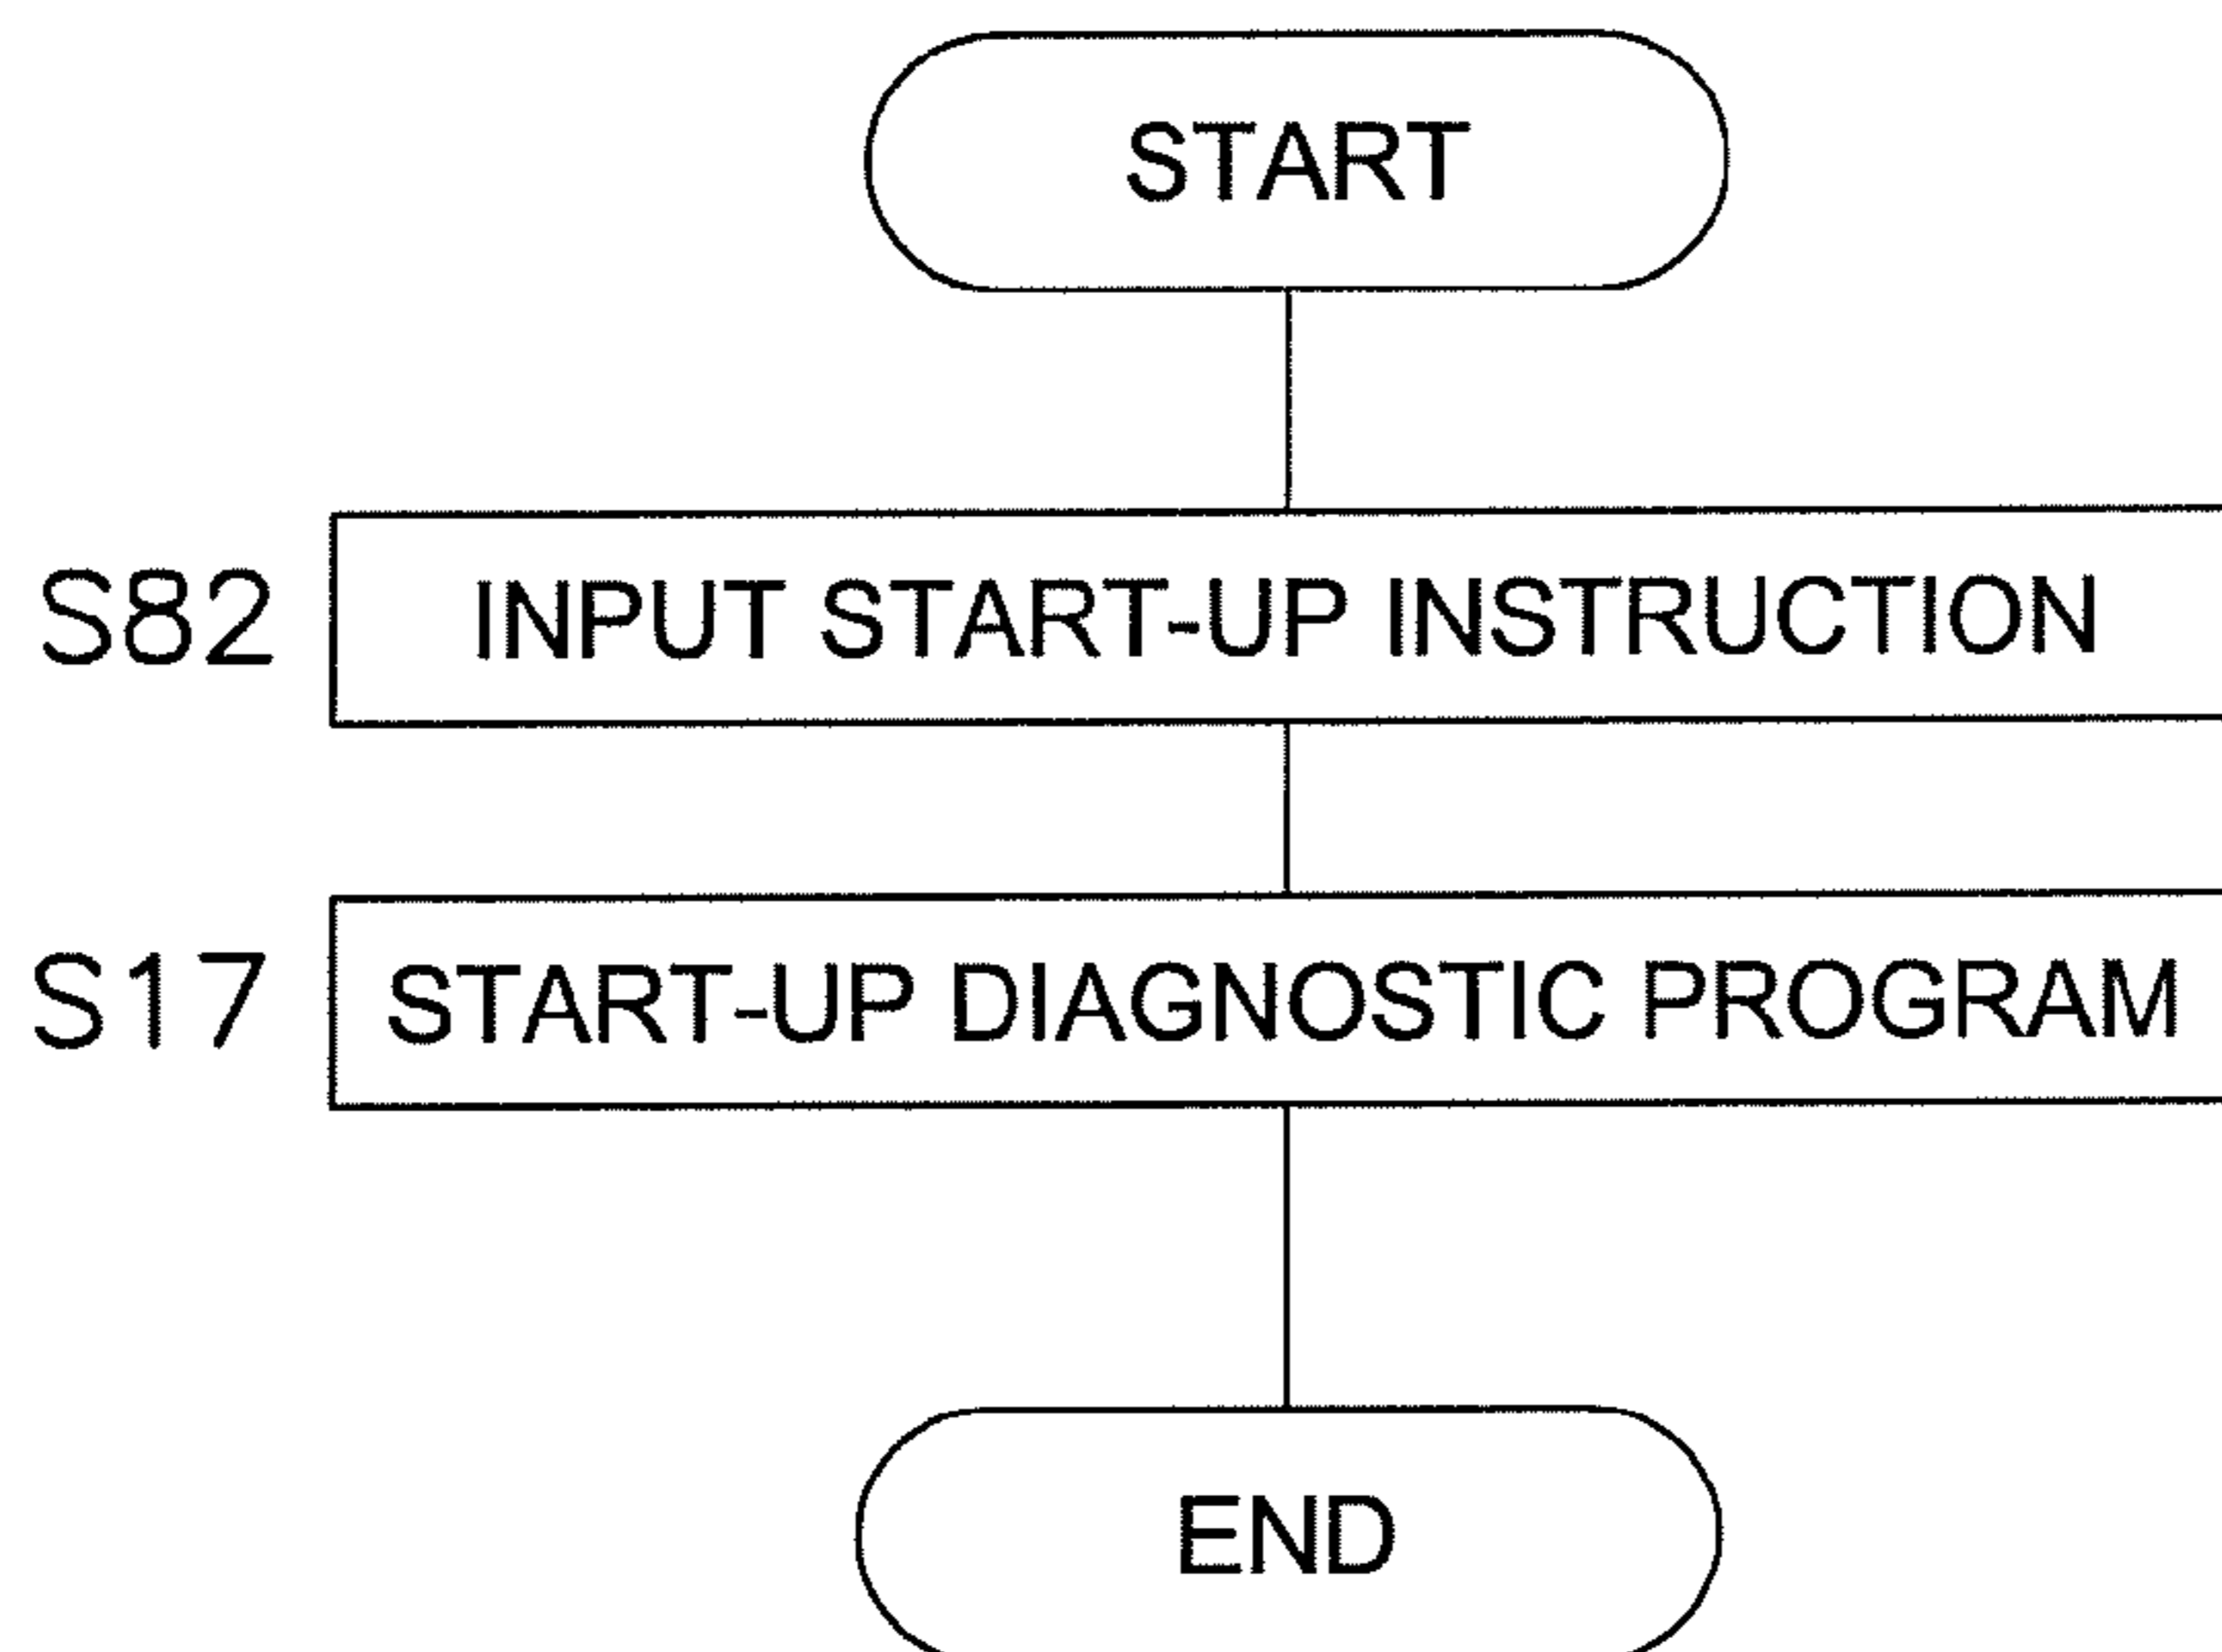 START
S82 INPUT START-UP INSTRUCTION
S17 START-UP DIAGNOSTIC PROGRAM
END